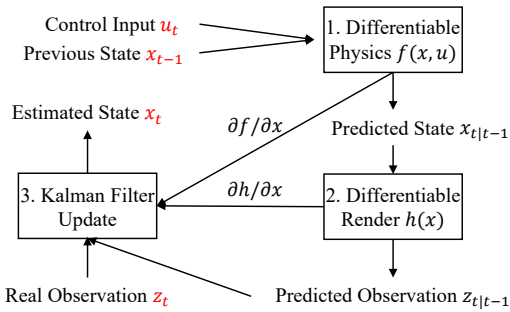 Control Input u_t
Previous State x_{t−1}
1. Differentiable
Physics f(x, u)
Estimated State x_t
∂f/∂x
Predicted State x_{t|t−1}
∂h/∂x
3. Kalman Filter
Update
2. Differentiable
Render h(x)
Real Observation z_t
Predicted Observation z_{t|t−1}